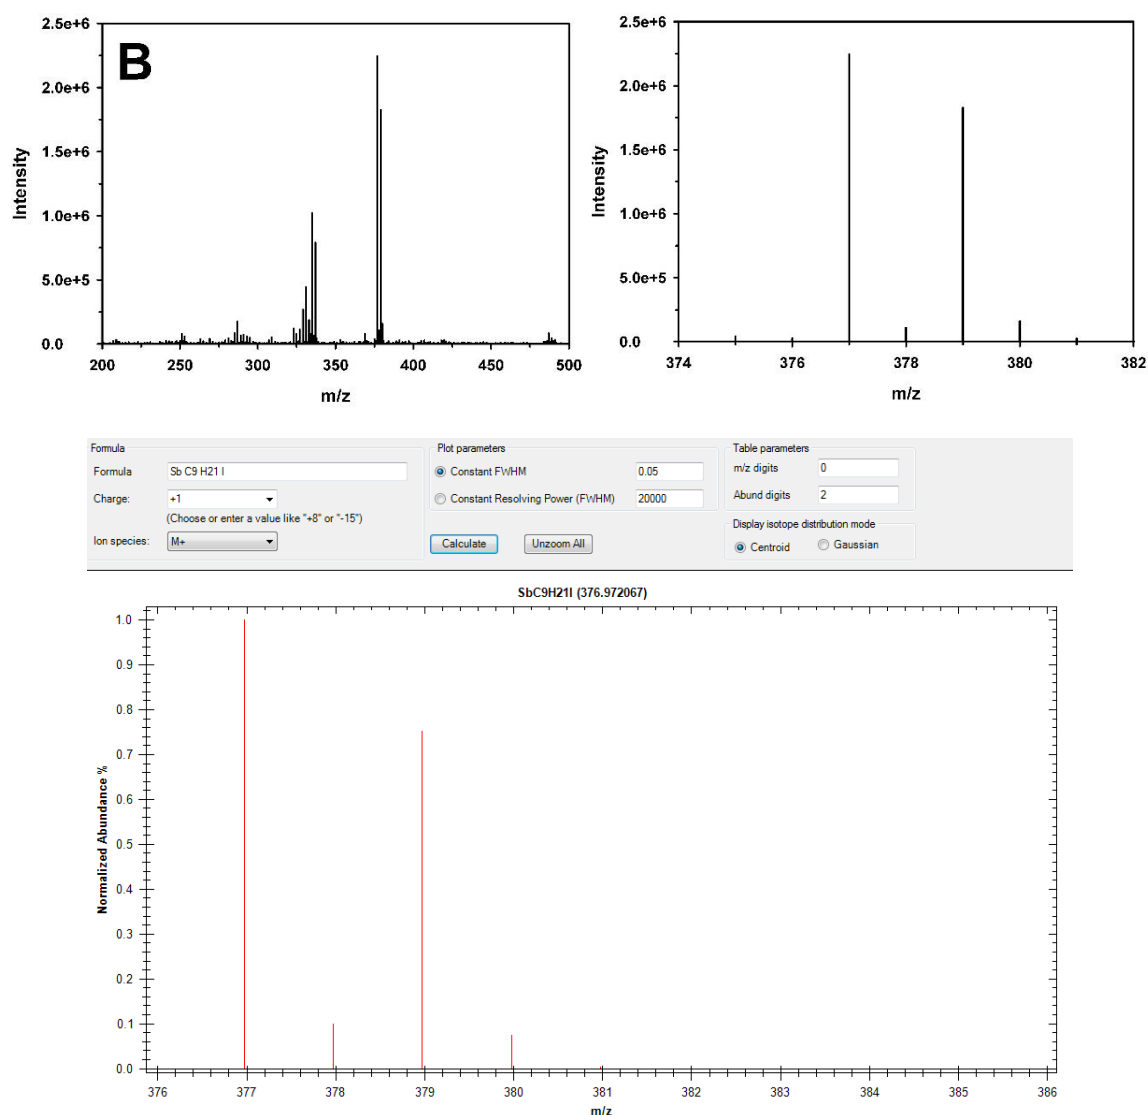 B
Intensity
2.5e+6
2.0e+6
1.5e+6
1.0e+6
5.0e+5
0.0
200 250 300 350 400 450 500
m/z
Intensity
2.5e+6
2.0e+6
1.5e+6
1.0e+6
5.0e+5
0.0
374 376 378 380 382
m/z
Formula
Formula Sb C9 H21 I
Charge: +1
(Choose or enter a value like "+8" or "-15")
Ion species: M+
Plot parameters
Constant FWHM 0.05
Constant Resolving Power (FWHM) 20000
Calculate Unzoom All
Table parameters
m/z digits 0
Abund digits 2
Display isotope distribution mode
Centroid Gaussian
SbC9H21I (376.972067)
Normalized Abundance %
1.0
0.9
0.8
0.7
0.6
0.5
0.4
0.3
0.2
0.1
0.0
376 377 378 379 380 381 382 383 384 385 386
m/z